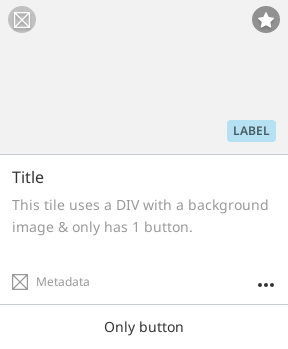 LABEL
Title
This tile uses a DIV with a background
image & only has 1 button.
Metadata
Only button